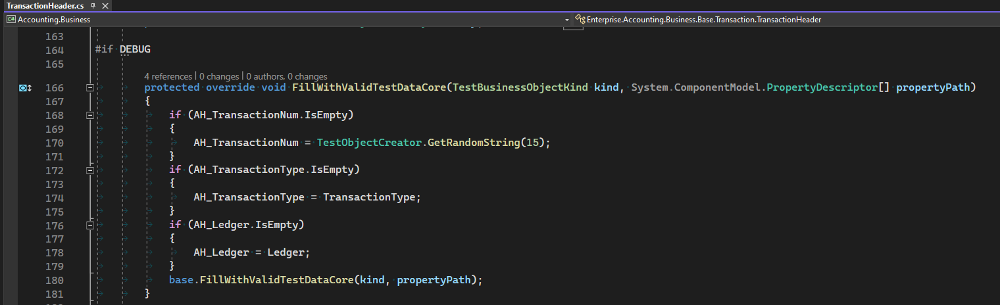 TransactionHeader.cs
Accounting.Business
Enterprise.Accounting.Business.Base.Transaction.TransactionHeader
163
164 #if DEBUG
165
4 references | 0 changes | 0 authors, 0 changes
166 protected override void FillWithValidTestDataCore(TestBusinessObjectKind kind, System.ComponentModel.PropertyDescriptor[] propertyPath)
167 {
168 if (AH_TransactionNum.IsEmpty)
169 {
170 AH_TransactionNum = TestObjectCreator.GetRandomString(15);
171 }
172 if (AH_TransactionType.IsEmpty)
173 {
174 AH_TransactionType = TransactionType;
175 }
176 if (AH_Ledger.IsEmpty)
177 {
178 AH_Ledger = Ledger;
179 }
180 base.FillWithValidTestDataCore(kind, propertyPath);
181 }